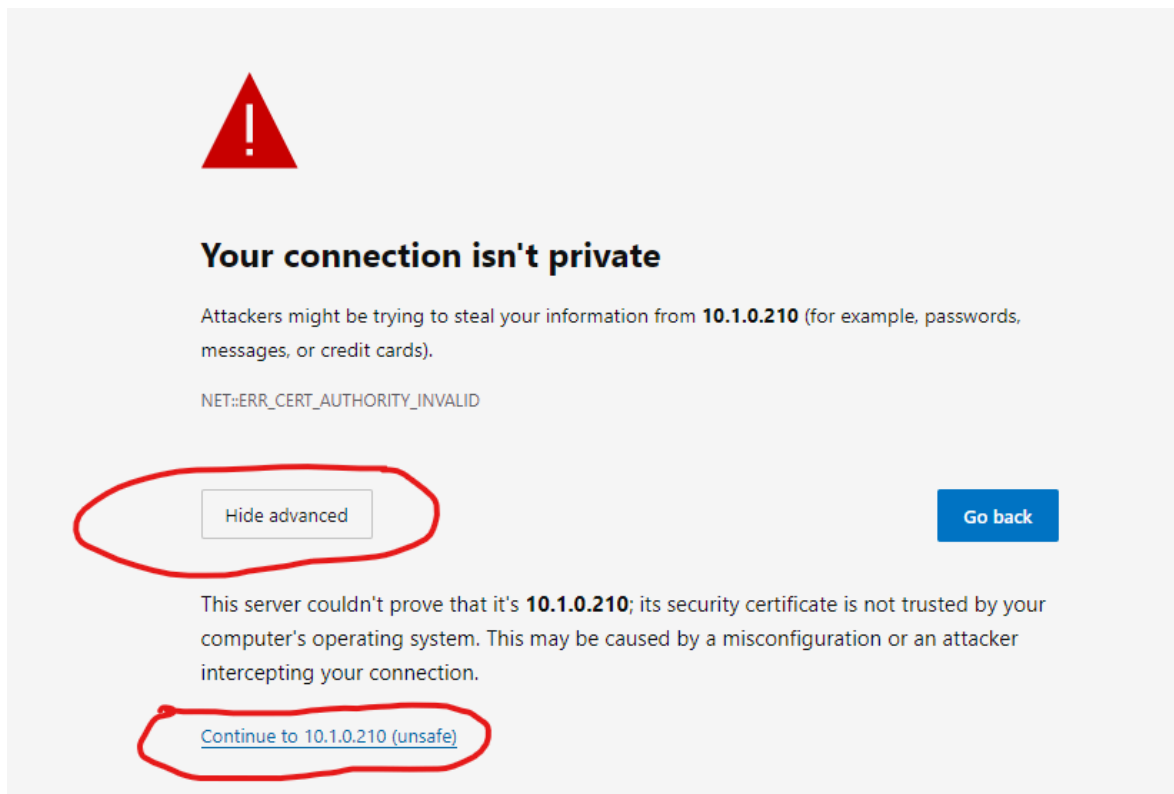 !
Your connection isn't private
Attackers might be trying to steal your information from 10.1.0.210 (for example, passwords,
messages, or credit cards).
NET::ERR_CERT_AUTHORITY_INVALID
Hide advanced
Go back
This server couldn't prove that it's 10.1.0.210; its security certificate is not trusted by your
computer's operating system. This may be caused by a misconfiguration or an attacker
intercepting your connection.
Continue to 10.1.0.210 (unsafe)